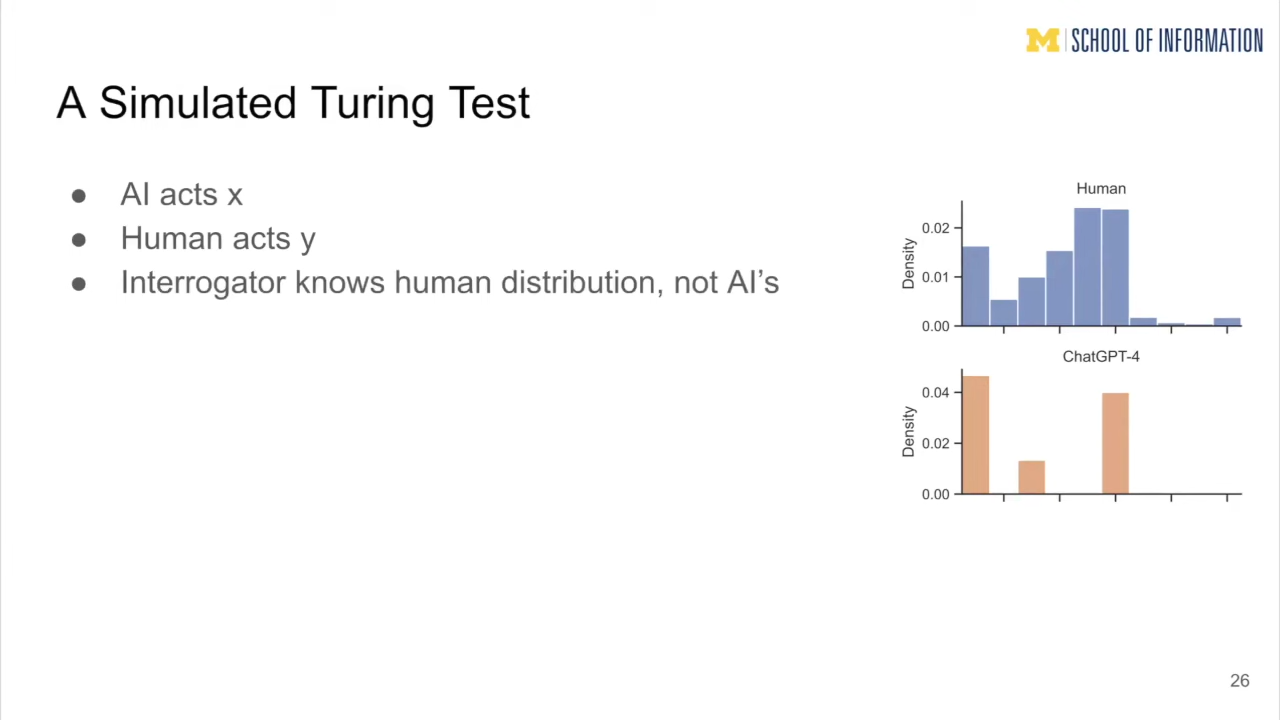 M | SCHOOL OF INFORMATION
A Simulated Turing Test
● AI acts x
● Human acts y
● Interrogator knows human distribution, not AI’s
Human
Density
0.02
0.01
0.00
ChatGPT-4
Density
0.04
0.02
0.00
26